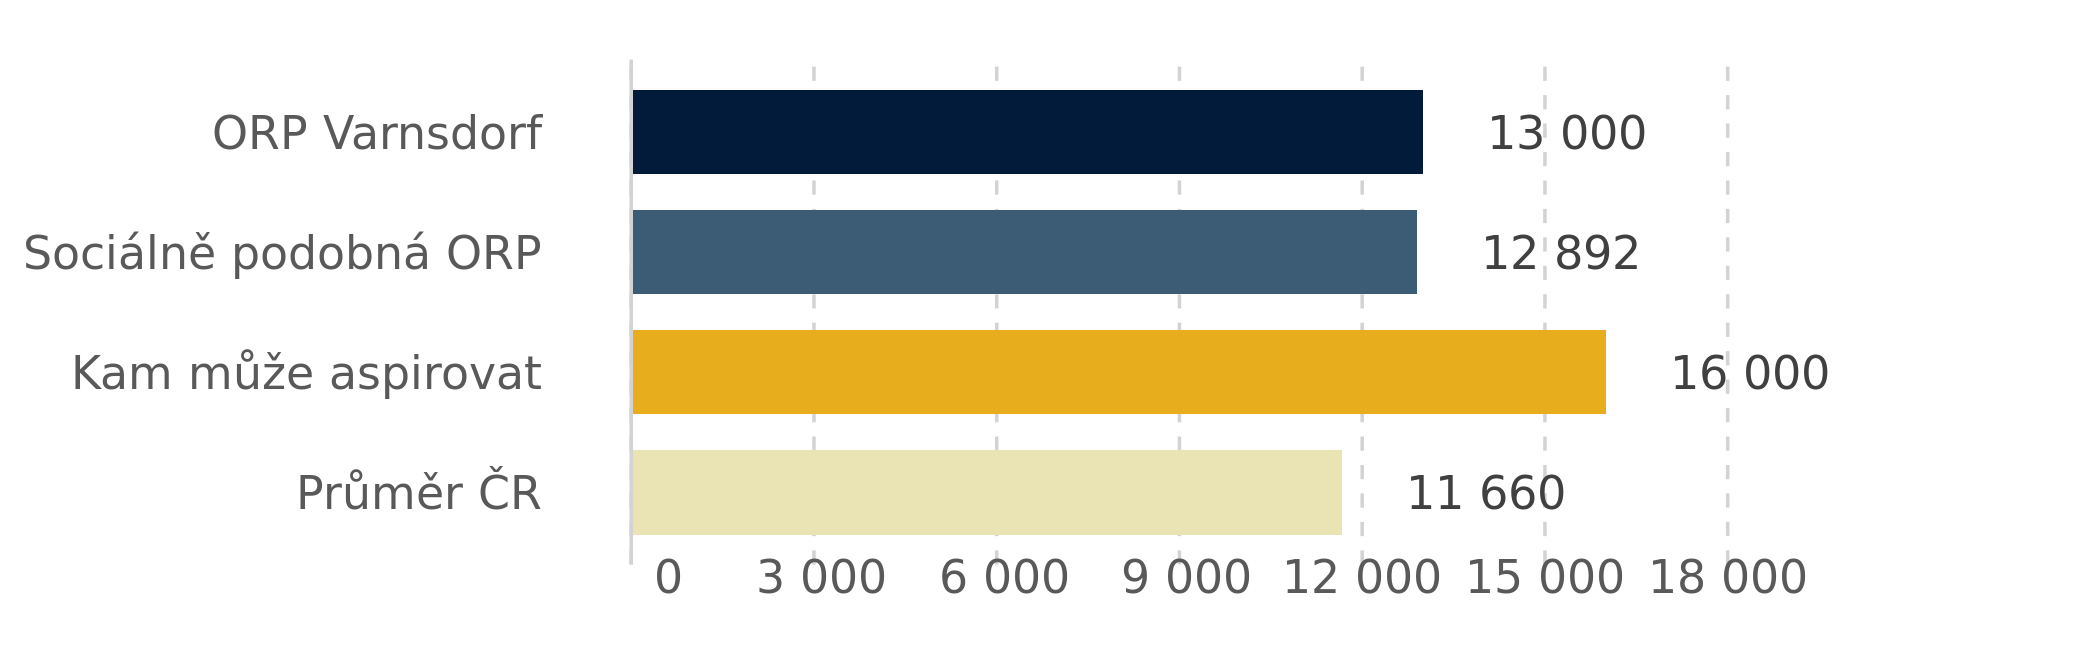 ORP Varnsdorf 13 000
Sociálně podobná ORP 12 892
Kam může aspirovat 16 000
Průměr ČR 11 660
0 3 000 6 000 9 000 12 000 15 000 18 000